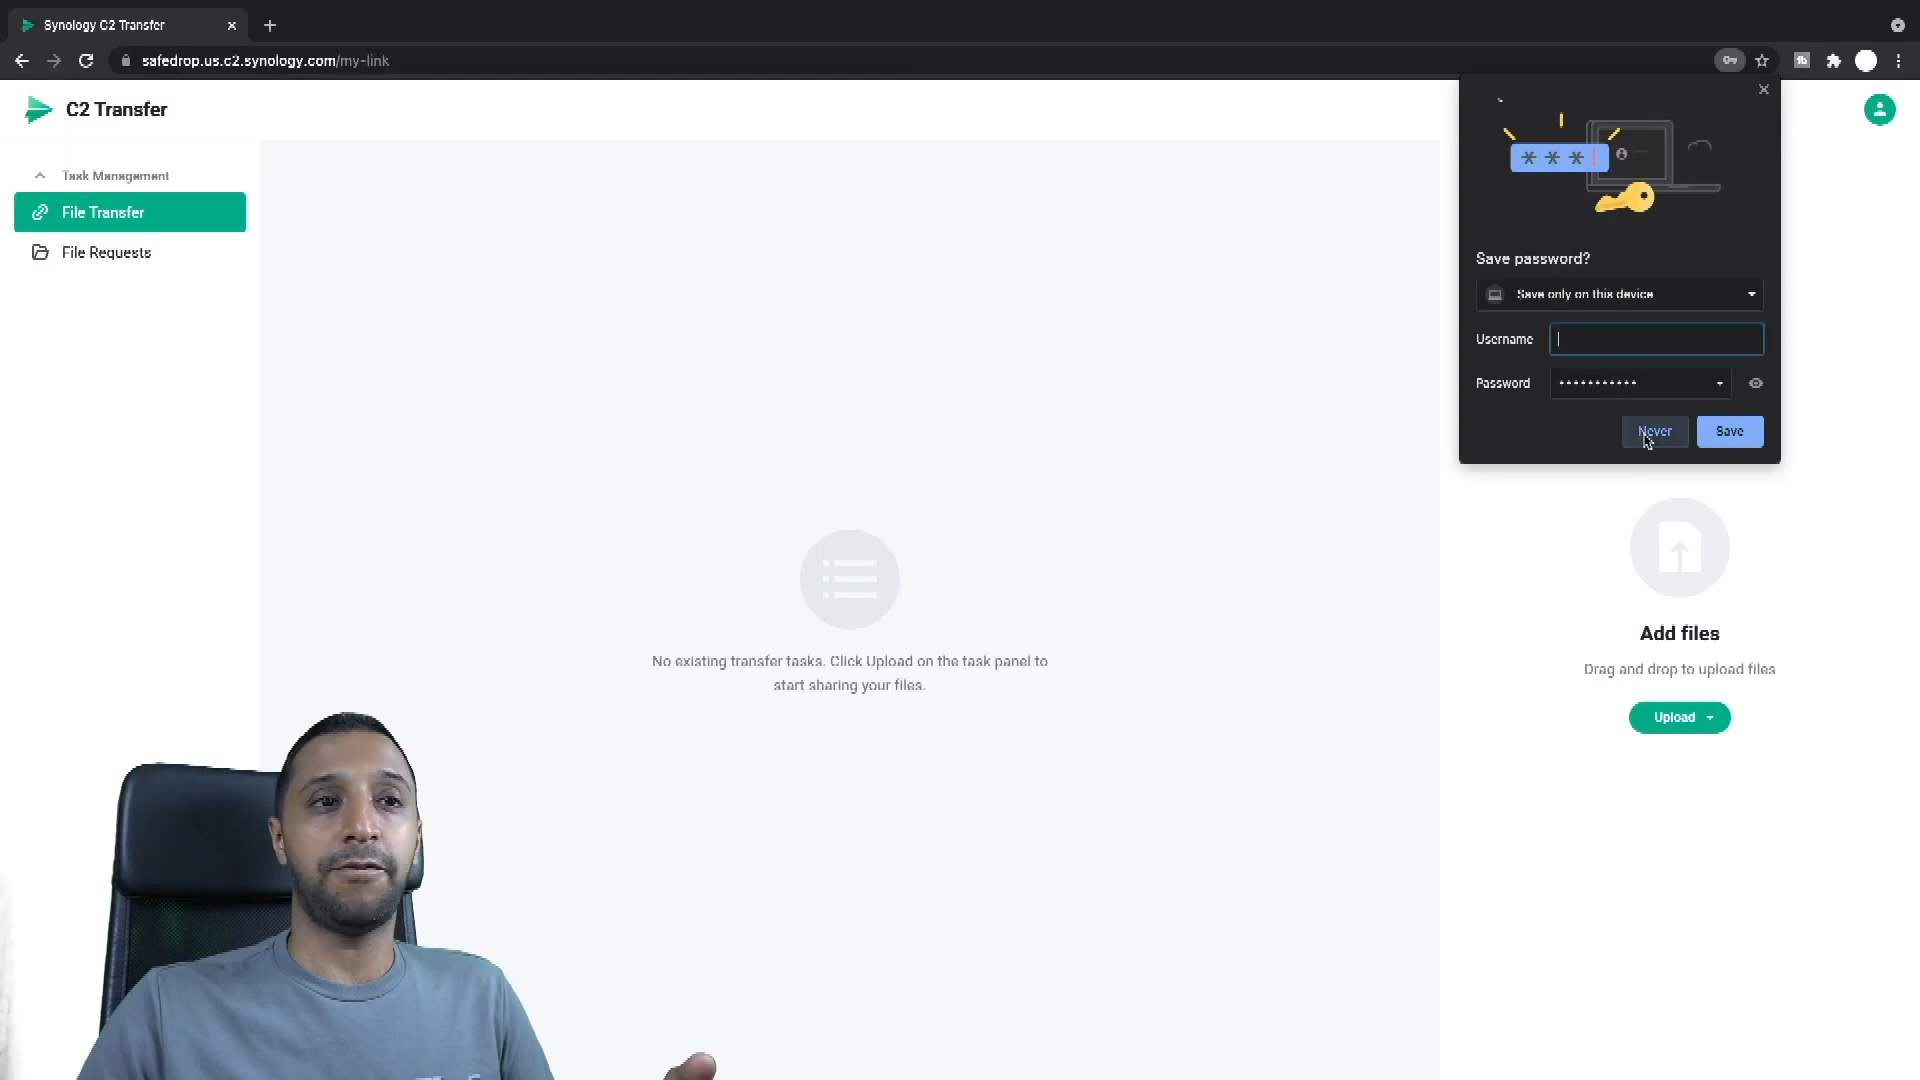 Synology C2 Transfer
safedrop.us.c2.synology.com/my-link
C2 Transfer
Task Management
File Transfer
File Requests
No existing transfer tasks. Click Upload on the task panel to
start sharing your files.
* * *
Save password?
Save only on this device
Username
Password
Never
Save
Add files
Drag and drop to upload files
Upload